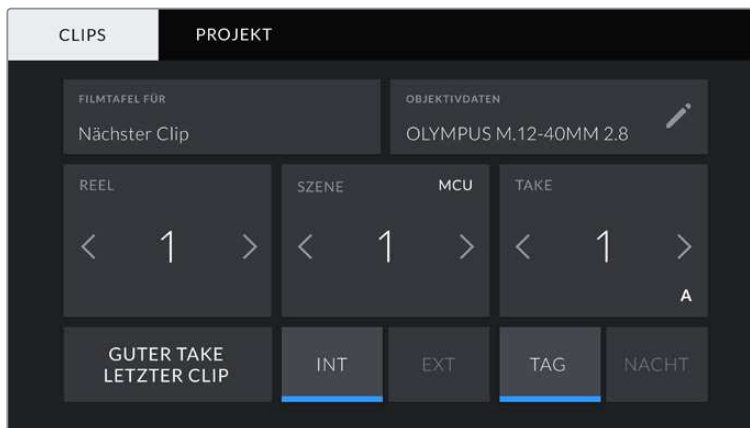 CLIPS
PROJEKT
FILMTAFEL FÜR
Nächster Clip
OBJEKTIVDATEN
OLYMPUS M.12-40MM 2.8
REEL
1
SZENE
MCU
1
TAKE
1
A
GUTER TAKE
LETZTER CLIP
INT
EXT
TAG
NACHT